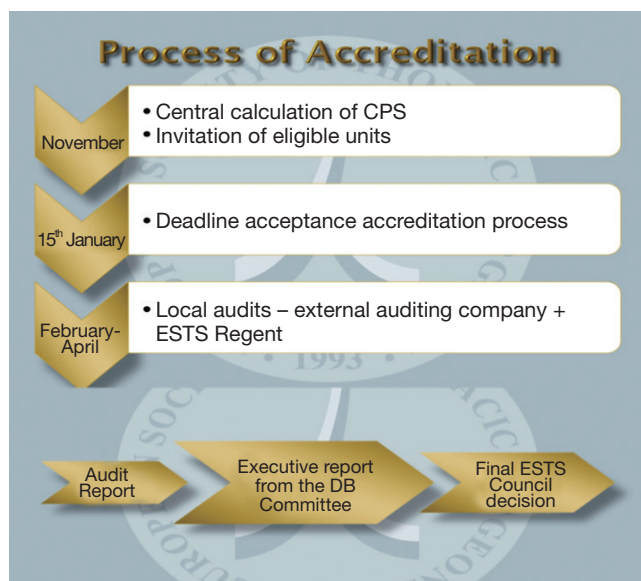 Process of Accreditation
November
• Central calculation of CPS
• Invitation of eligible units
15th January
• Deadline acceptance accreditation process
February-
April
• Local audits – external auditing company +
ESTS Regent
• 1993 •
Audit
Report
Executive report
from the DB
Committee
Final ESTS
Council
decision